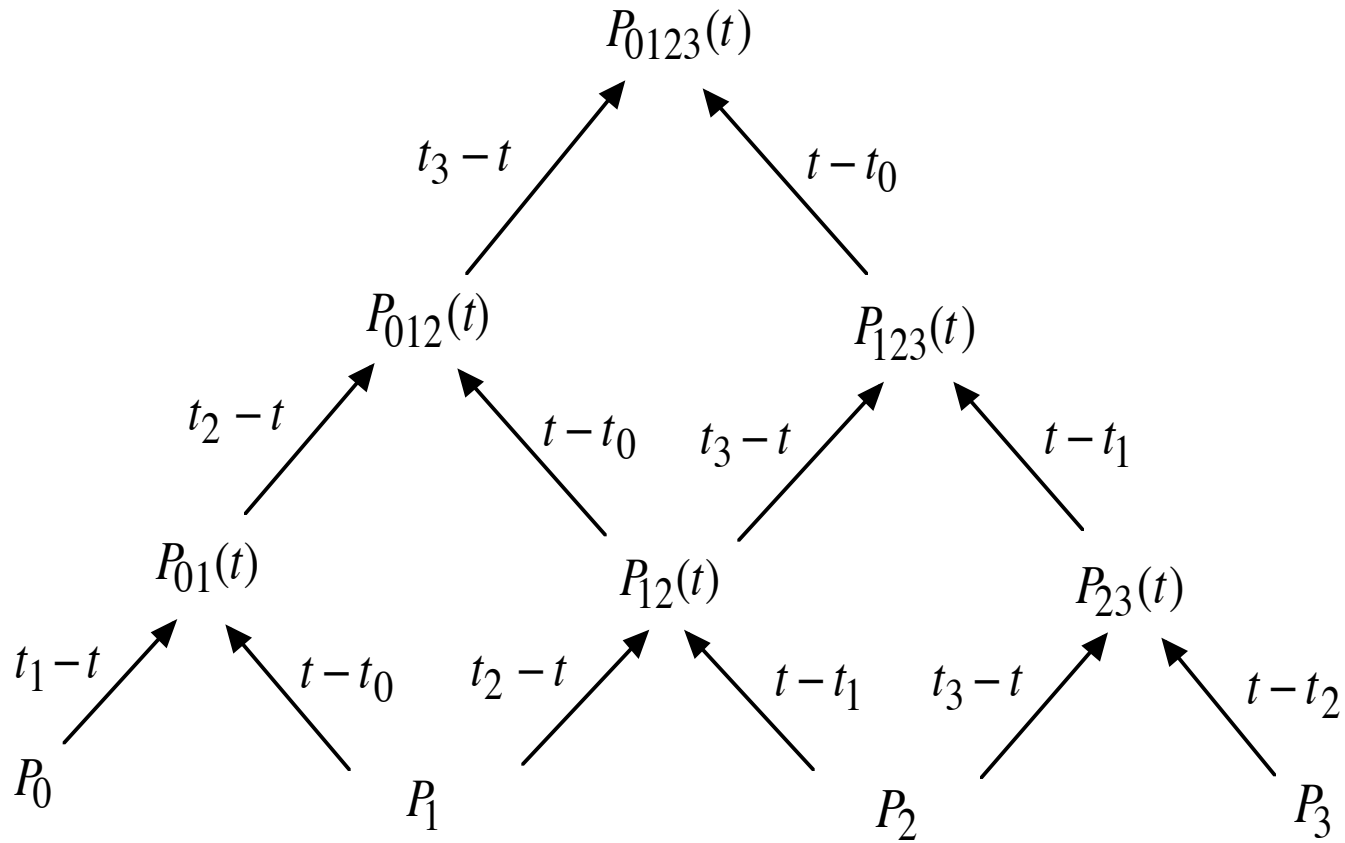 P₀₁₂₃(t)
t₃ − t
t − t₀
P₀₁₂(t)
P₁₂₃(t)
t₂ − t
t − t₀
t₃ − t
t − t₁
P₀₁(t)
P₁₂(t)
P₂₃(t)
t₁ − t
t − t₀
t₂ − t
t − t₁
t₃ − t
t − t₂
P₀
P₁
P₂
P₃